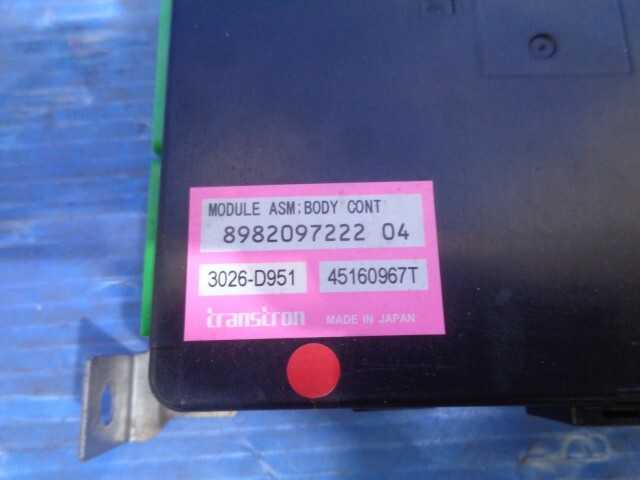 MODULE ASM;BODY CONT
8982097222 04
3026-D951 45160967T
transtron MADE IN JAPAN